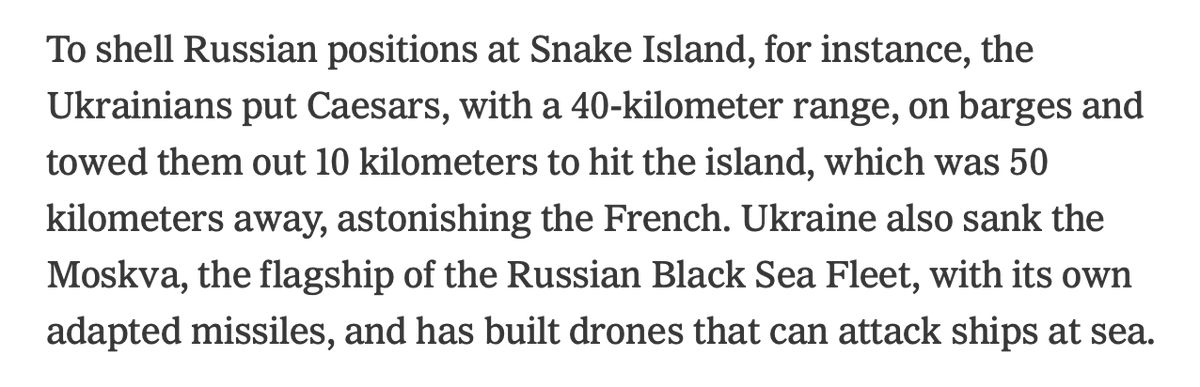 To shell Russian positions at Snake Island, for instance, the
Ukrainians put Caesars, with a 40-kilometer range, on barges and
towed them out 10 kilometers to hit the island, which was 50
kilometers away, astonishing the French. Ukraine also sank the
Moskva, the flagship of the Russian Black Sea Fleet, with its own
adapted missiles, and has built drones that can attack ships at sea.